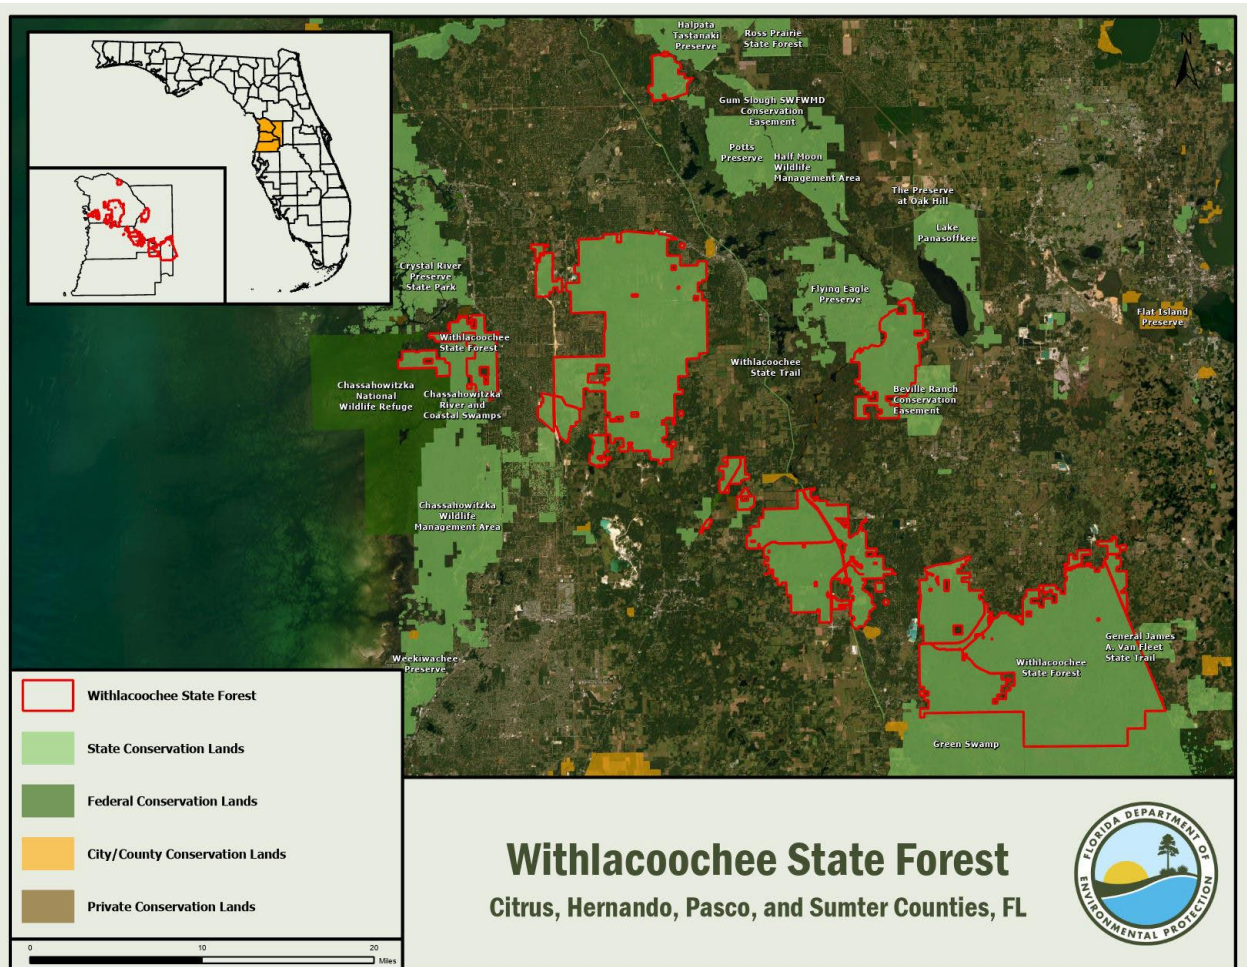 Halpata
Tastanaki
Preserve
Ross Prairie
State Forest
N
Gum Slough SWFWMD
Conservation
Easement
Potts
Preserve
Half Moon
Wildlife
Management Area
The Preserve
at Oak Hill
Lake
Panasoffkee
Crystal River
Preserve
State Park
Flying Eagle
Preserve
Flat Island
Preserve
Withlacoochee
State Forest
Withlacoochee
State Trail
Chassahowitzka
National
Wildlife Refuge
Chassahowitzka
River and
Coastal Swamps
Beville Ranch
Conservation
Easement
Chassahowitzka
Wildlife
Management Area
General James
A. Van Fleet
State Trail
Weekiwachee
Preserve
Withlacoochee
State Forest
Green Swamp
Withlacoochee State Forest
State Conservation Lands
Federal Conservation Lands
City/County Conservation Lands
Private Conservation Lands
0 10 20
Miles
Withlacoochee State Forest
Citrus, Hernando, Pasco, and Sumter Counties, FL
FLORIDA DEPARTMENT OF
ENVIRONMENTAL PROTECTION